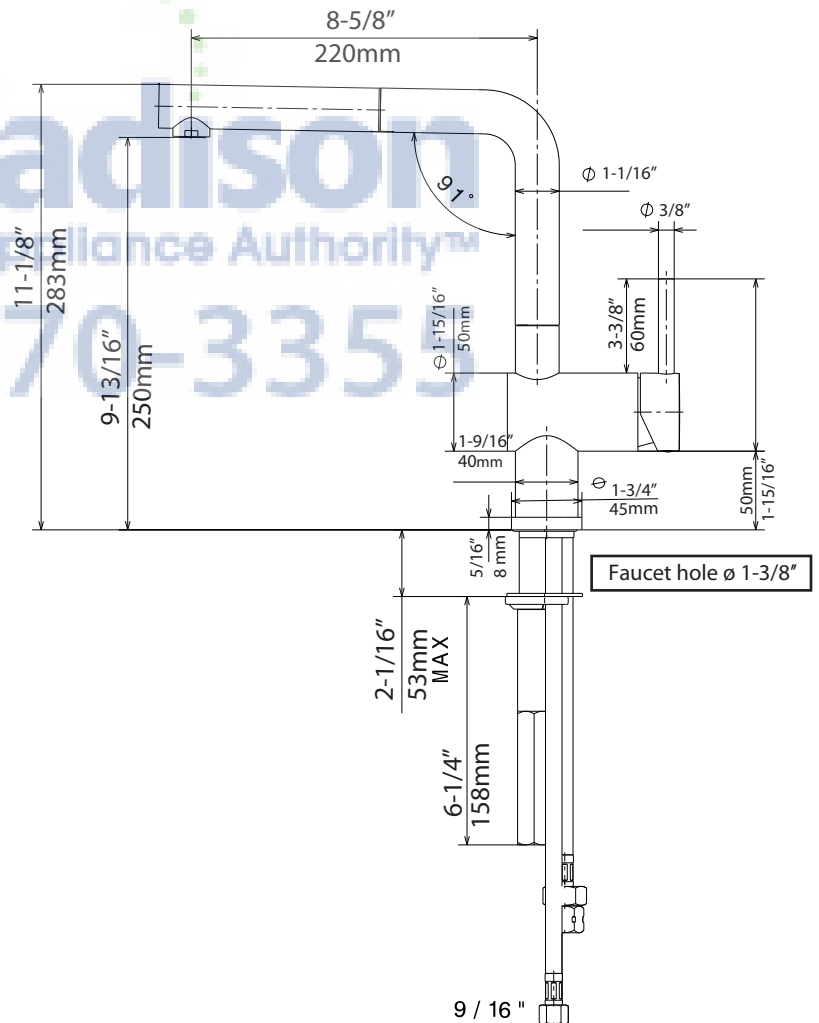 8-5/8"
220mm
adison
ppliance Authority™
70-3355
11-1/8"
283mm
9-13/16"
250mm
91°
⌀ 1-1/16"
⌀ 3/8"
⌀ 1-15/16"
50mm
3-3/8"
60mm
1-9/16"
40mm
⌀ 1-3/4"
45mm
50mm
1-15/16"
5/16"
8 mm
Faucet hole ø 1-3/8"
2-1/16"
53mm
MAX
6-1/4"
158mm
9 / 16 "